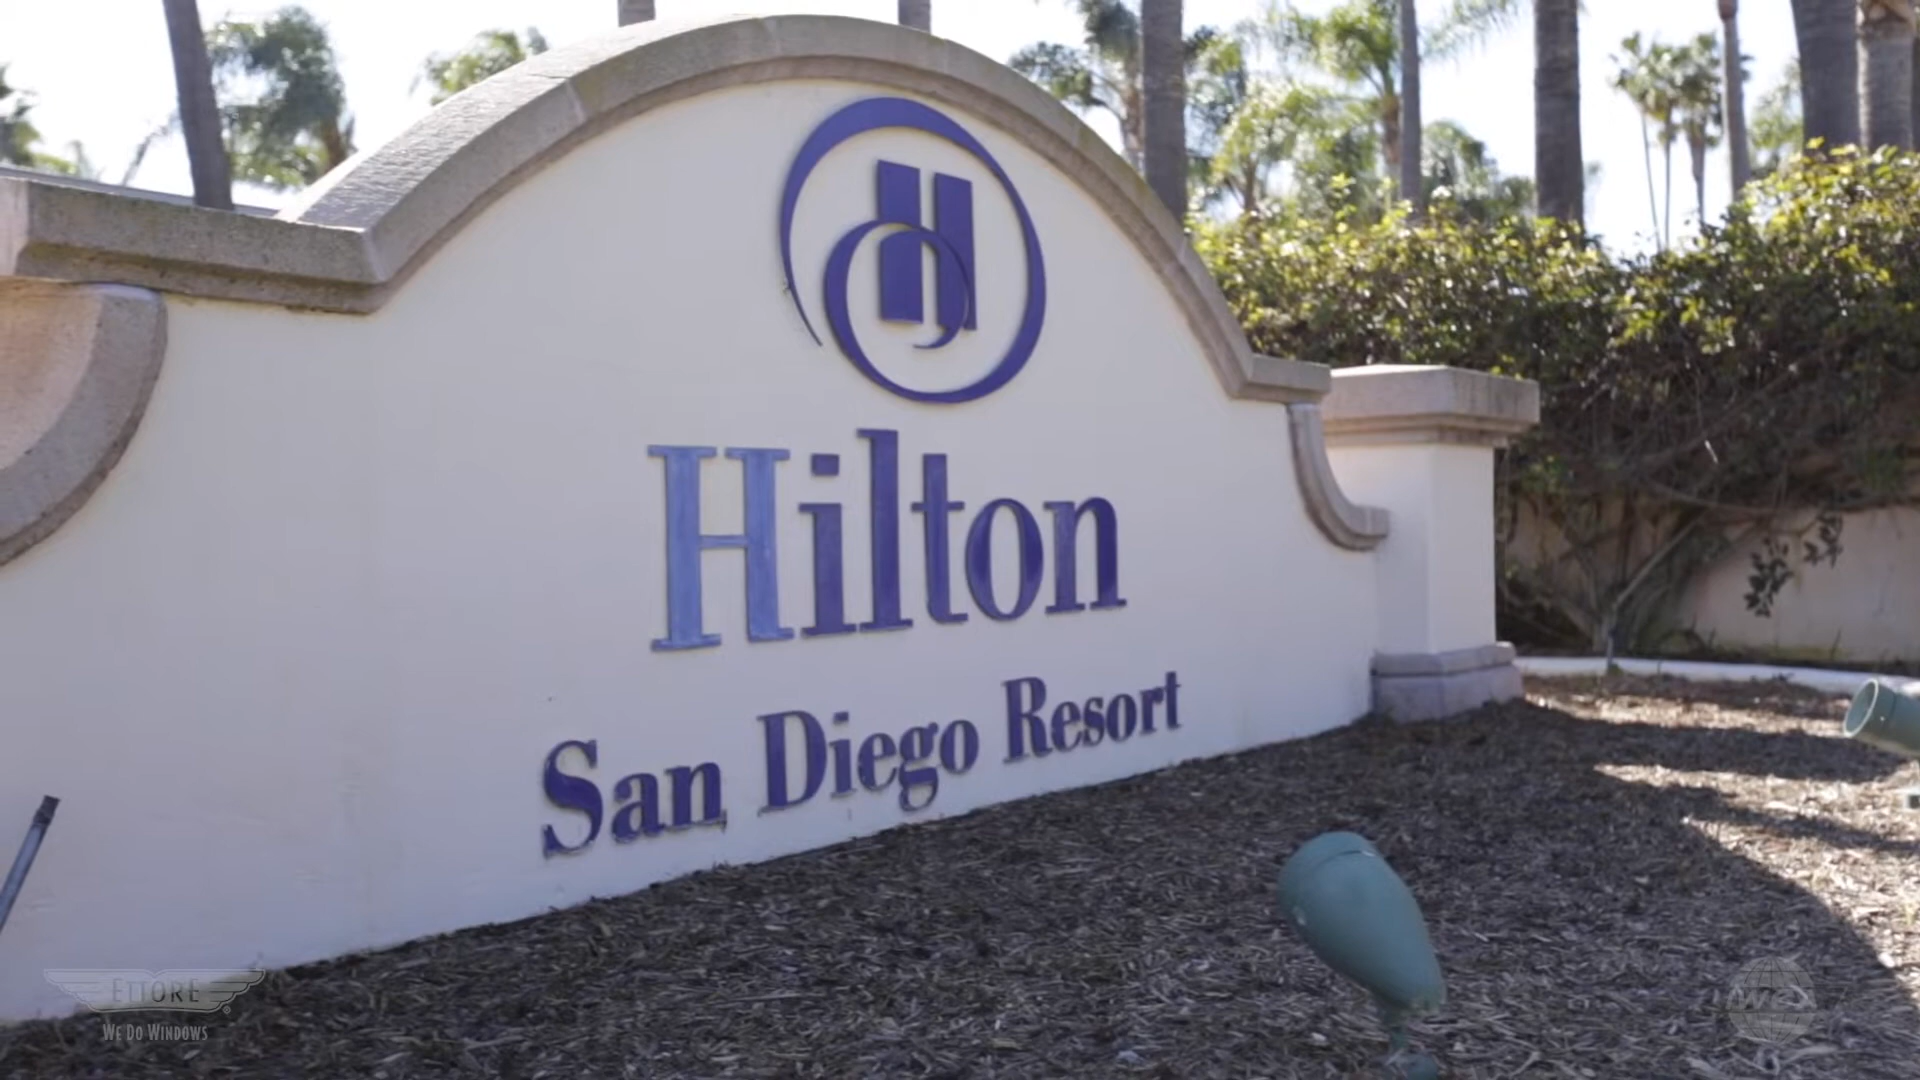 H
Hilton
San Diego Resort
ETTORE
WE DO WINDOWS